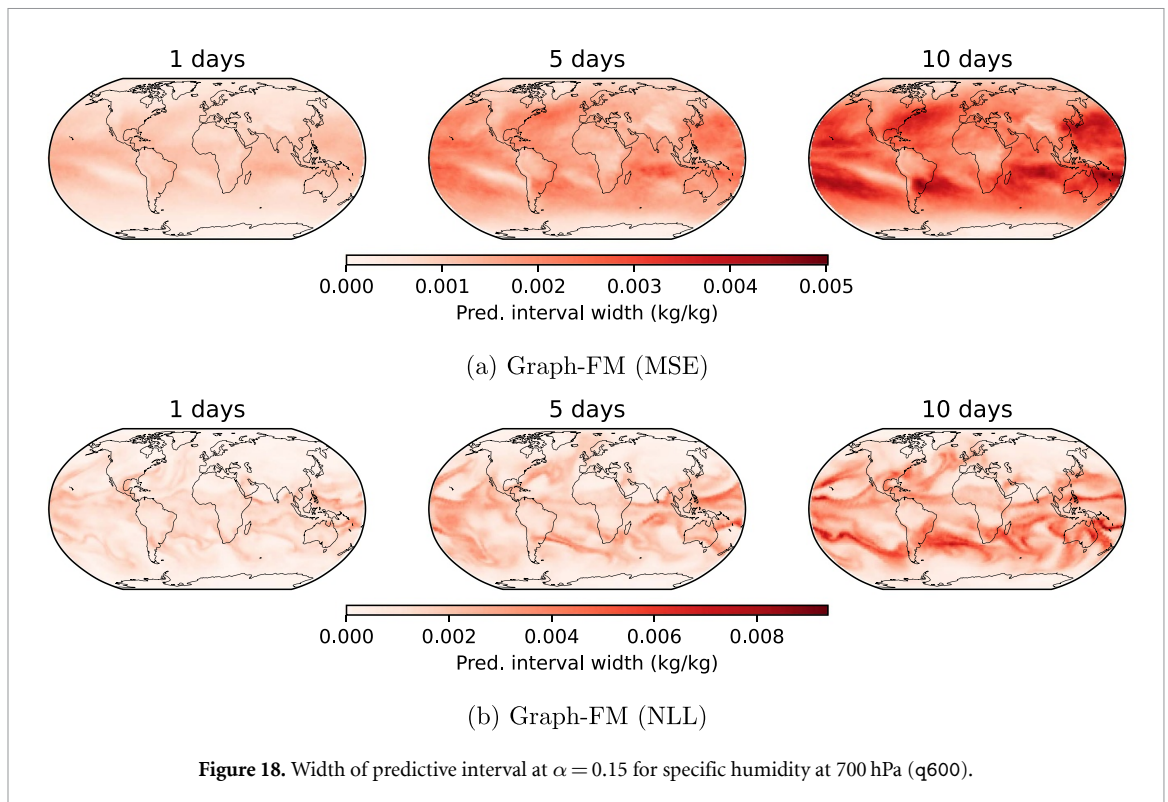 1 days 5 days 10 days
0.000 0.001 0.002 0.003 0.004 0.005
Pred. interval width (kg/kg)
(a) Graph-FM (MSE)
1 days 5 days 10 days
0.000 0.002 0.004 0.006 0.008
Pred. interval width (kg/kg)
(b) Graph-FM (NLL)
Figure 18. Width of predictive interval at α = 0.15 for specific humidity at 700 hPa (q600).